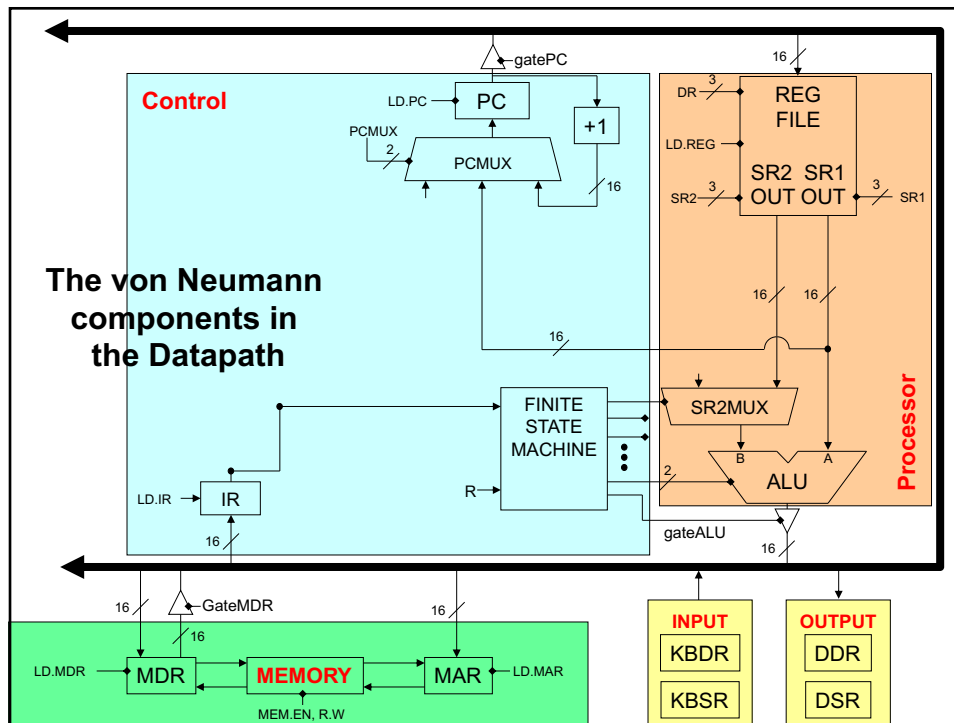 gatePC
16
Control
LD.PC
PC
+1
PCMUX
2
PCMUX
16
3
DR
REG
FILE
LD.REG
SR2 SR1
OUT OUT
3
SR2
3
SR1
16
16
The von Neumann
components in
the Datapath
16
FINITE
STATE
MACHINE
SR2MUX
B
A
ALU
Processor
2
R
LD.IR
IR
gateALU
16
16
16
GateMDR
16
16
INPUT
KBDR
KBSR
OUTPUT
DDR
DSR
LD.MDR
MDR
MEMORY
MAR
LD.MAR
MEM.EN, R.W